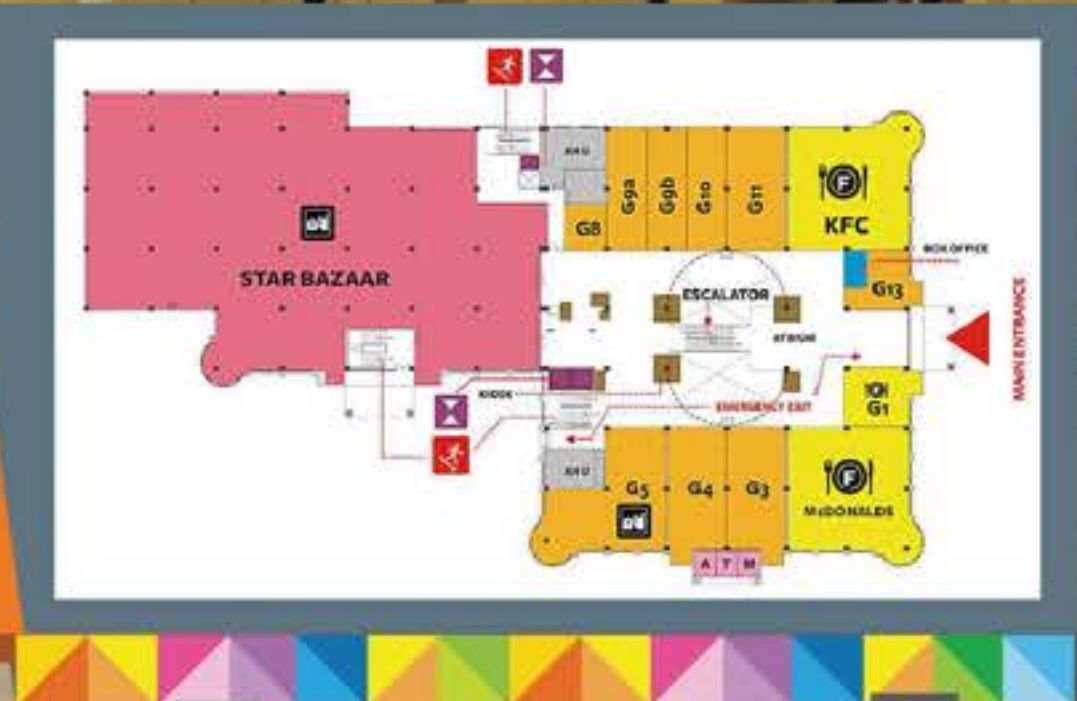 AHU
G8
G9a
G9b
G10
G11
F
KFC
BOX OFFICE
G13
STAR BAZAAR
ESCALATOR
ATRIUM
MAIN ENTRANCE
KIOSK
EMERGENCY EXIT
G1
AHU
G5
G4
G3
F
McDONALDS
A T M